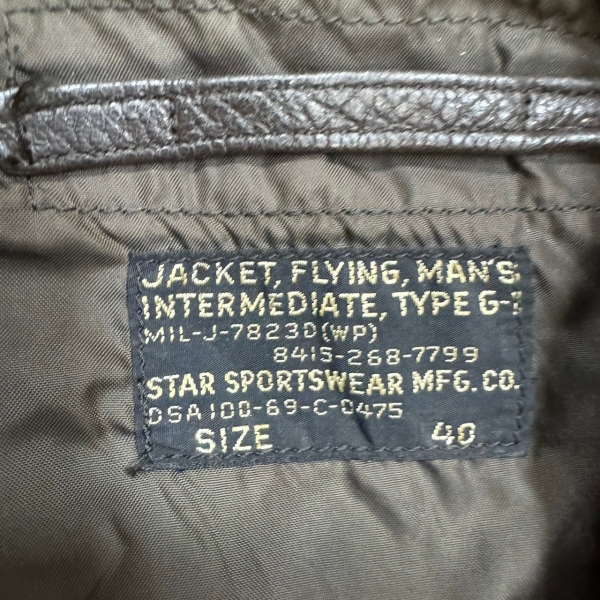 JACKET, FLYING, MAN'S
INTERMEDIATE, TYPE G-1
MIL-J-7823D(WP)
8415-268-7799
STAR SPORTSWEAR MFG. CO.
DSA100-69-C-0475
SIZE 40